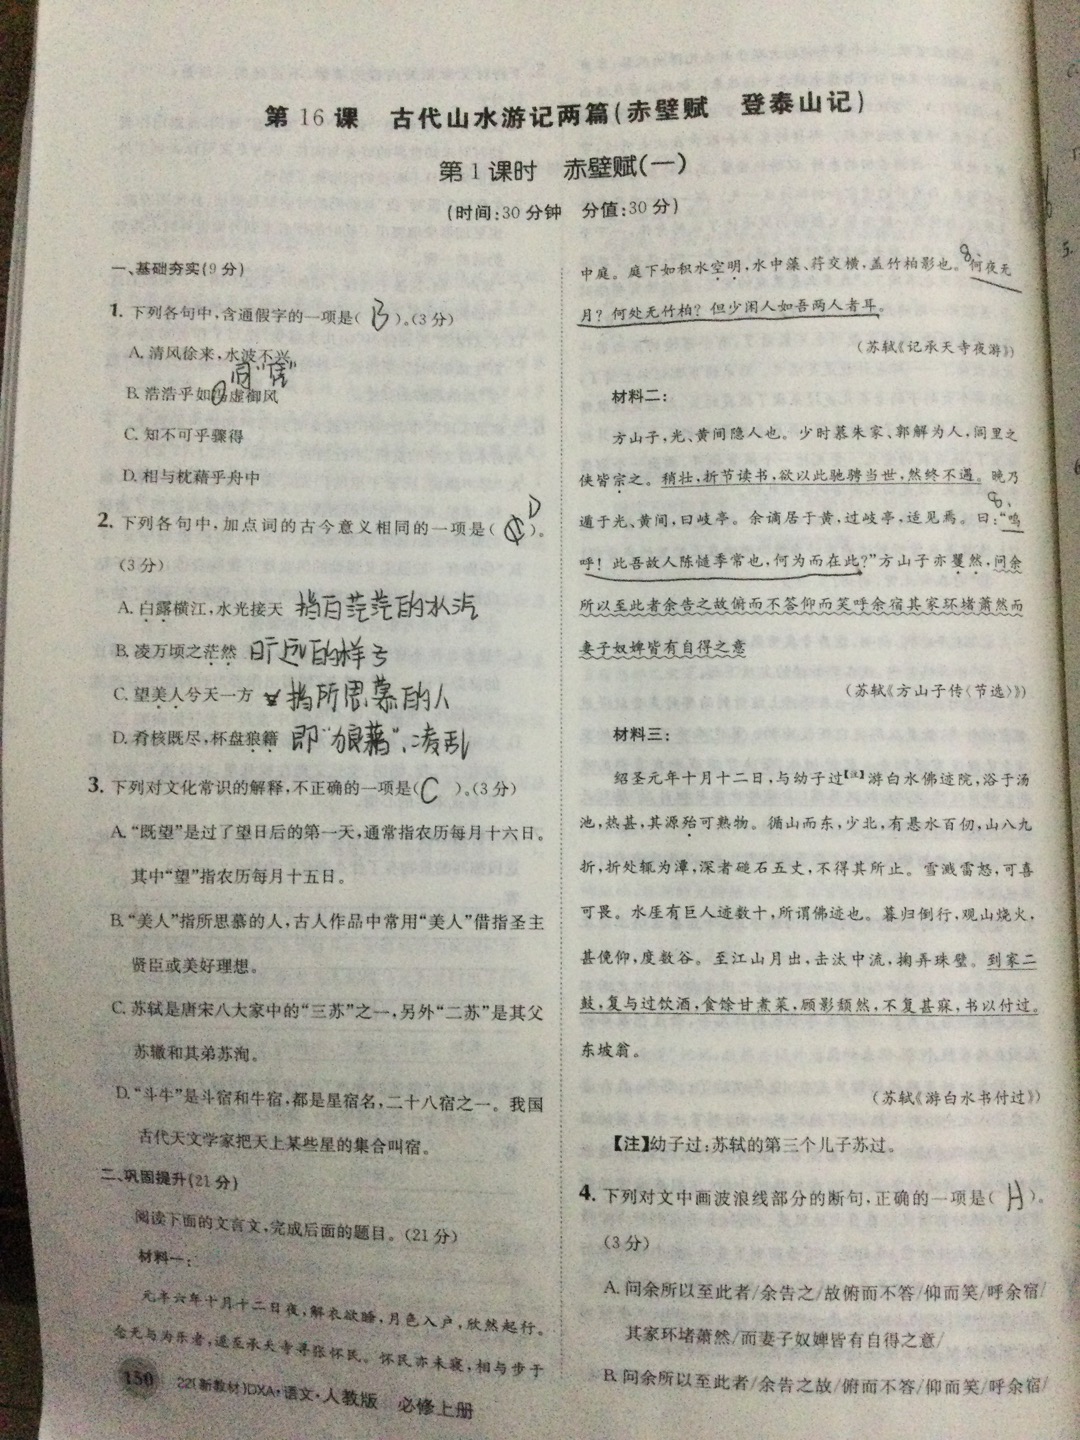 第16课 古代山水游记两篇(赤壁赋 登泰山记)
第1课时 赤壁赋(一)
(时间:30分钟 分值:30分)
一、基础夯实(9分)
1. 下列各句中,含通假字的一项是( B )。(3分)
A. 清风徐来,水波不兴
同“凭”
B. 浩浩乎如冯虚御风
C. 知不可乎骤得
D. 相与枕藉乎舟中
2. 下列各句中,加点词的古今意义相同的一项是( D )。
(3分)
A. 白露横江,水光接天 指白茫茫的水汽
B. 凌万顷之茫然 旷远的样子
C. 望美人兮天一方 指所思慕的人
D. 肴核既尽,杯盘狼籍 即“狼藉”,凌乱
3. 下列对文化常识的解释,不正确的一项是( C )。(3分)
A. “既望”是过了望日后的第一天,通常指农历每月十六日。
其中“望”指农历每月十五日。
B. “美人”指所思慕的人,古人作品中常用“美人”借指圣主
贤臣或美好理想。
C. 苏轼是唐宋八大家中的“三苏”之一,另外“二苏”是其父
苏辙和其弟苏洵。
D. “斗牛”是斗宿和牛宿,都是星宿名,二十八宿之一。我国
古代天文学家把天上某些星的集合叫宿。
二、巩固提升(21分)
阅读下面的文言文,完成后面的题目。(21分)
材料一:
元丰六年十月十二日夜,解衣欲睡,月色入户,欣然起行。
念无与为乐者,遂至承天寺寻张怀民。怀民亦未寝,相与步于
150 22(新教材)DXA·语文·人教版 必修上册
中庭。庭下如积水空明,水中藻、荇交横,盖竹柏影也。8.何夜无
月?何处无竹柏?但少闲人如吾两人者耳。
(苏轼《记承天寺夜游》)
材料二:
方山子,光、黄间隐人也。少时慕朱家、郭解为人,闾里之
侠皆宗之。稍壮,折节读书,欲以此驰骋当世,然终不遇。晚乃
遁于光、黄间,曰岐亭。余谪居于黄,过岐亭,适见焉。曰:8.“呜
呼!此吾故人陈慥季常也,何为而在此?”方山子亦矍然,问余
所以至此者余告之故俯而不答仰而笑呼余宿其家环堵萧然而
妻子奴婢皆有自得之意
(苏轼《方山子传〈节选〉》)
材料三:
绍圣元年十月十二日,与幼子过【注】游白水佛迹院,浴于汤
池,热甚,其源殆可熟物。循山而东,少北,有悬水百仞,山八九
折,折处辄为潭,深者磓石五丈,不得其所止。雪溅雷怒,可喜
可畏。水厓有巨人迹数十,所谓佛迹也。暮归倒行,观山烧火,
甚俛仰,度数谷。至江山月出,击汰中流,掬弄珠璧。到家二
鼓,复与过饮酒,食馀甘煮菜,顾影颓然,不复甚寐,书以付过。
东坡翁。
(苏轼《游白水书付过》)
【注】幼子过:苏轼的第三个儿子苏过。
4. 下列对文中画波浪线部分的断句,正确的一项是( A )。
(3分)
A. 问余所以至此者/余告之/故俯而不答/仰而笑/呼余宿/
其家环堵萧然/而妻子奴婢皆有自得之意/
B. 问余所以至此者/余告之故/俯而不答/仰而笑/呼余宿/